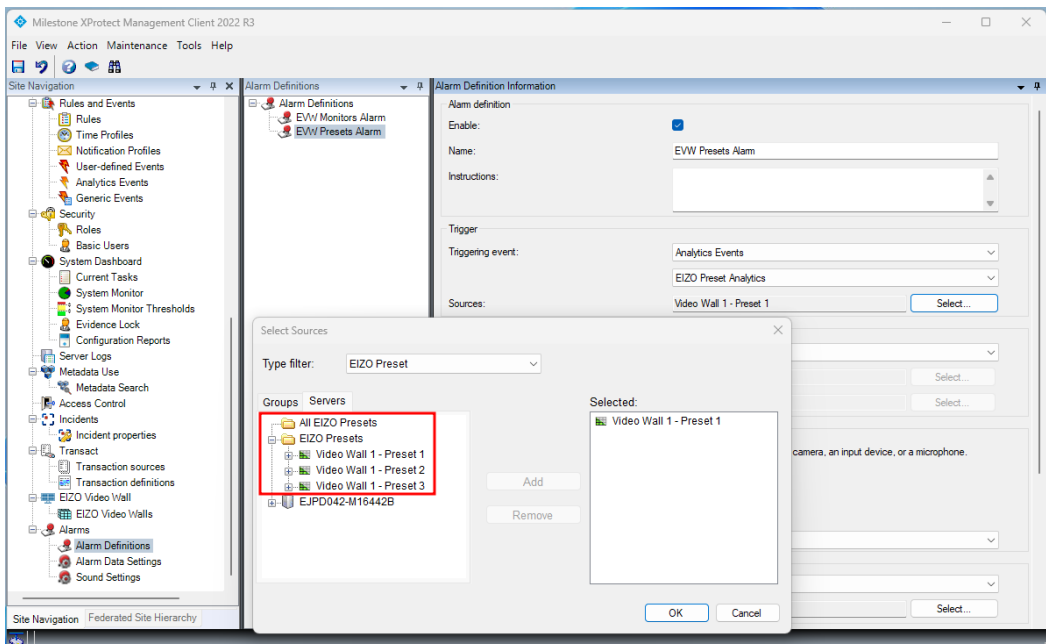 Milestone XProtect Management Client 2022 R3
File View Action Maintenance Tools Help
Site Navigation
Rules and Events
Rules
Time Profiles
Notification Profiles
User-defined Events
Analytics Events
Generic Events
Security
Roles
Basic Users
System Dashboard
Current Tasks
System Monitor
System Monitor Thresholds
Evidence Lock
Configuration Reports
Server Logs
Metadata Use
Metadata Search
Access Control
Incidents
Incident properties
Transact
Transaction sources
Transaction definitions
EIZO Video Wall
EIZO Video Walls
Alarms
Alarm Definitions
Alarm Data Settings
Sound Settings
Site Navigation Federated Site Hierarchy
Alarm Definitions
Alarm Definitions
EVW Monitors Alarm
EVW Presets Alarm
Alarm Definition Information
Alarm definition
Enable:
Name: EVW Presets Alarm
Instructions:
Trigger
Triggering event: Analytics Events
EIZO Preset Analytics
Sources: Video Wall 1 - Preset 1 Select...
Select...
Select...
camera, an input device, or a microphone.
Select...
Select Sources
Type filter: EIZO Preset
Groups Servers
All EIZO Presets
EIZO Presets
Video Wall 1 - Preset 1
Video Wall 1 - Preset 2
Video Wall 1 - Preset 3
EJPD042-M16442B
Add
Remove
Selected:
Video Wall 1 - Preset 1
OK Cancel